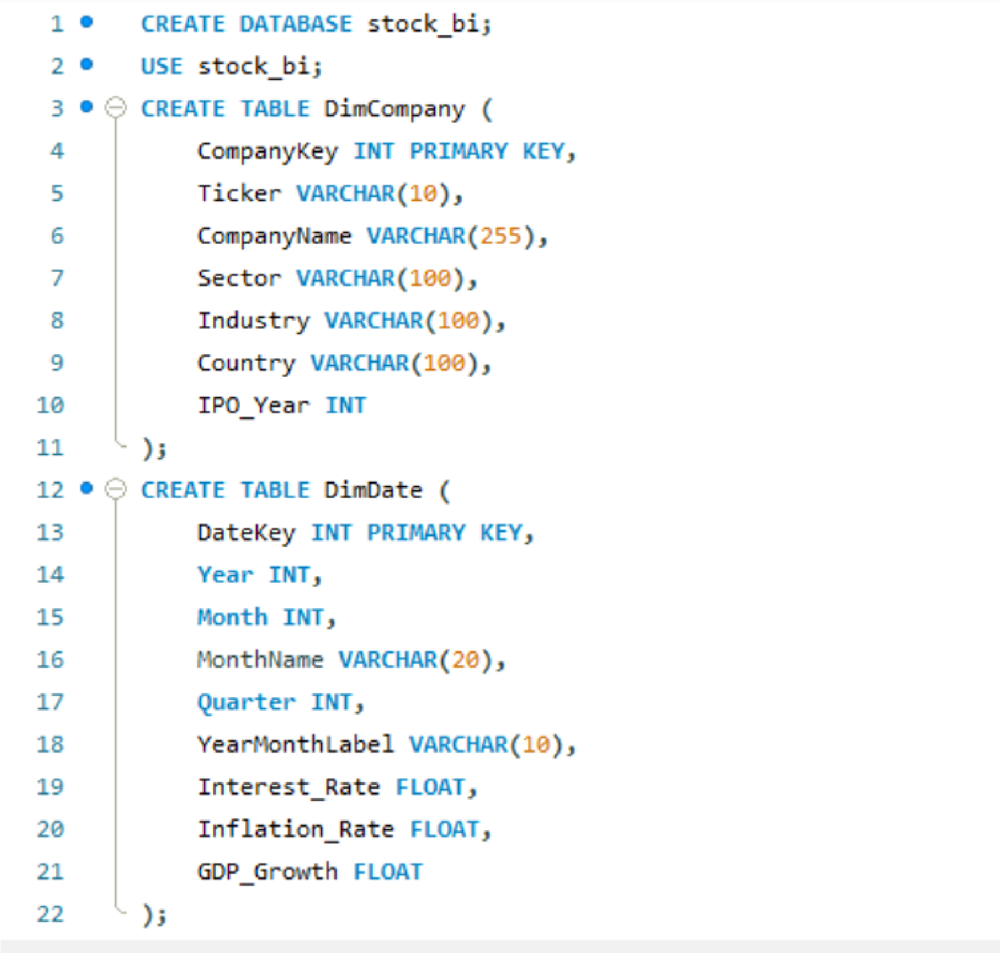 1 CREATE DATABASE stock_bi;
2 USE stock_bi;
3 CREATE TABLE DimCompany (
4 CompanyKey INT PRIMARY KEY,
5 Ticker VARCHAR(10),
6 CompanyName VARCHAR(255),
7 Sector VARCHAR(100),
8 Industry VARCHAR(100),
9 Country VARCHAR(100),
10 IPO_Year INT
11 );
12 CREATE TABLE DimDate (
13 DateKey INT PRIMARY KEY,
14 Year INT,
15 Month INT,
16 MonthName VARCHAR(20),
17 Quarter INT,
18 YearMonthLabel VARCHAR(10),
19 Interest_Rate FLOAT,
20 Inflation_Rate FLOAT,
21 GDP_Growth FLOAT
22 );